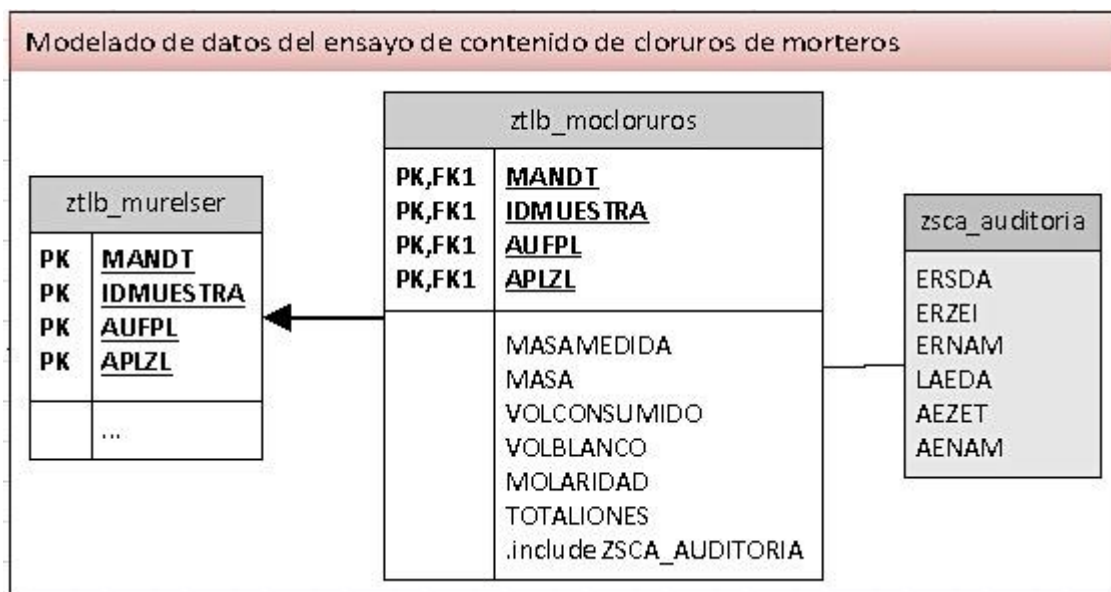 Modelado de datos del ensayo de contenido de cloruros de morteros
ztlb_murelser
PK MANDT
PK IDMUESTRA
PK AUFPL
PK APLZL
...
ztlb_mocloruros
PK,FK1 MANDT
PK,FK1 IDMUESTRA
PK,FK1 AUFPL
PK,FK1 APLZL
MASAMEDIDA
MASA
VOLCONSUMIDO
VOLBLANCO
MOLARIDAD
TOTALIONES
.include ZSCA_AUDITORIA
zsca_auditoria
ERSDA
ERZEI
ERNAM
LAEDA
AEZET
AENAM